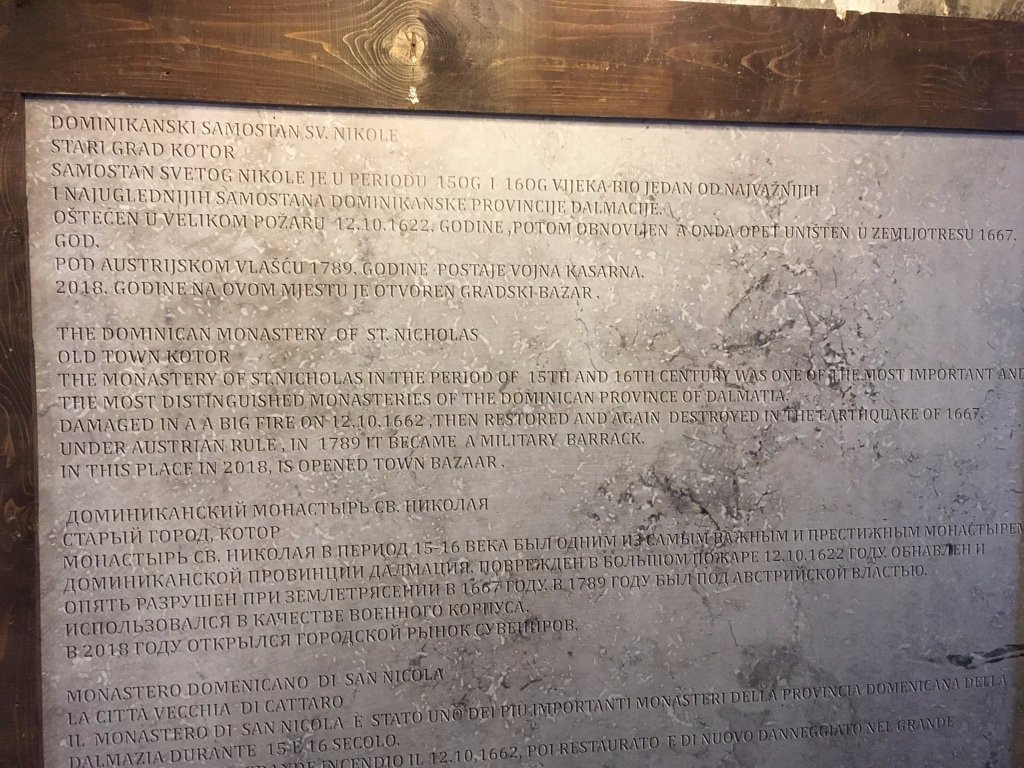 DOMINIKANSKI SAMOSTAN SV. NIKOLE
STARI GRAD KOTOR
SAMOSTAN SVETOG NIKOLE JE U PERIODU 15OG I 16OG VIJEKA BIO JEDAN OD NAJVAŽNIJIH
I NAJUGLEDNIJIH SAMOSTANA DOMINIKANSKE PROVINCIJE DALMACIJE.
OŠTEĆEN U VELIKOM POŽARU 12.10.1622. GODINE ,POTOM OBNOVLJEN A ONDA OPET UNIŠTEN U ZEMLJOTRESU 1667.
GOD.
POD AUSTRIJSKOM VLAŠĆU 1789. GODINE POSTAJE VOJNA KASARNA.
2018. GODINE NA OVOM MJESTU JE OTVOREN GRADSKI BAZAR .
THE DOMINICAN MONASTERY OF ST. NICHOLAS
OLD TOWN KOTOR
THE MONASTERY OF ST.NICHOLAS IN THE PERIOD OF 15TH AND 16TH CENTURY WAS ONE OF THE MOST IMPORTANT AND
THE MOST DISTINGUISHED MONASTERIES OF THE DOMINICAN PROVINCE OF DALMATIA.
DAMAGED IN A A BIG FIRE ON 12.10.1662 ,THEN RESTORED AND AGAIN DESTROYED IN THE EARTHQUAKE OF 1667.
UNDER AUSTRIAN RULE , IN 1789 IT BECAME A MILITARY BARRACK.
IN THIS PLACE IN 2018, IS OPENED TOWN BAZAAR .
ДОМИНИКАНСКИЙ МОНАСТЫРЬ СВ. НИКОЛАЯ
СТАРЫЙ ГОРОД, КОТОР
МОНАСТЫРЬ СВ. НИКОЛАЯ В ПЕРИОД 15-16 ВЕКА БЫЛ ОДНИМ ИЗ САМЫМ ВАЖНЫМ И ПРЕСТИЖНЫМ МОНАСТЫРЕМ
ДОМИНИКАНСКОЙ ПРОВИНЦИИ ДАЛМАЦИЯ. ПОВРЕЖДЕН В БОЛЬШОМ ПОЖАРЕ 12.10.1622 ГОДУ. ОБНАВЛЕН И
ОПЯТЬ РАЗРУШЕН ПРИ ЗЕМЛЕТРЯСЕНИИ В 1667 ГОДУ. В 1789 ГОДУ БЫЛ ПОД АВСТРИЙСКОЙ ВЛАСТЬЮ.
ИСПОЛЬЗОВАЛСЯ В КАЧЕСТВЕ ВОЕННОГО КОРПУСА.
В 2018 ГОДУ ОТКРЫЛСЯ ГОРОДСКОЙ РЫНОК СУВЕНИРОВ.
MONASTERO DOMENICANO DI SAN NICOLA
LA CITTÀ VECCHIA DI CATTARO
IL MONASTERO DI SAN NICOLA È STATO UNO DEI PIÙ IMPORTANTI MONASTERI DELLA PROVINCIA DOMENICANA DELLA
DALMAZIA DURANTE 15 E 16 SECOLO.
GRANDE INCENDIO IL 12.10.1662, POI RESTAURATO E DI NUOVO DANNEGGIATO NEL GRANDE